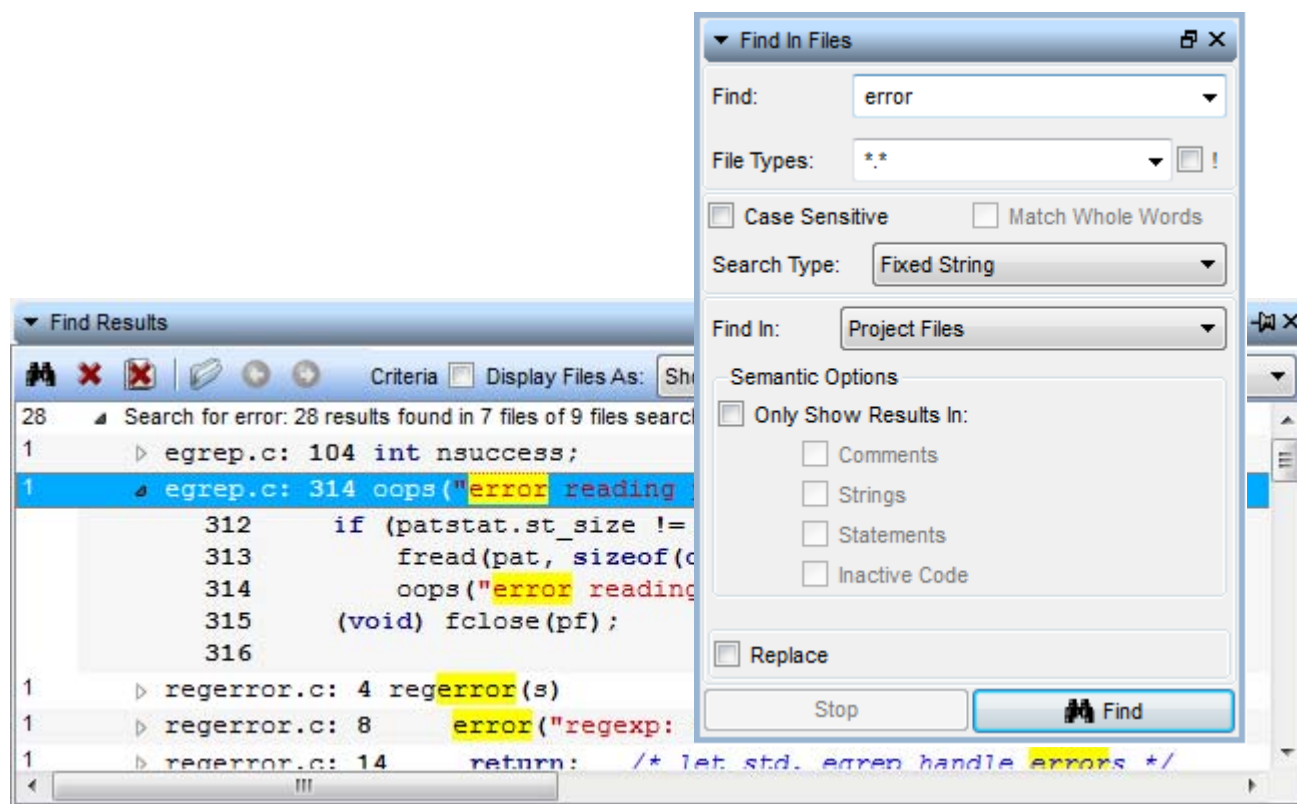 Find In Files
Find: error
File Types: *.* !
Case Sensitive Match Whole Words
Search Type: Fixed String
Find In: Project Files
Semantic Options
Only Show Results In:
Comments
Strings
Statements
Inactive Code
Replace
Stop Find
Find Results
Criteria Display Files As:
28 Search for error: 28 results found in 7 files of 9 files
1 egrep.c: 104 int nsuccess;
1 egrep.c: 314 oops("error reading
312 if (patstat.st_size !=
313 fread(pat, sizeof(
314 oops("error reading
315 (void) fclose(pf);
316
1 regerror.c: 4 regerror(s)
1 regerror.c: 8 error("regexp:
1 regerror.c: 14 return; /* let std. egrep handle errors */